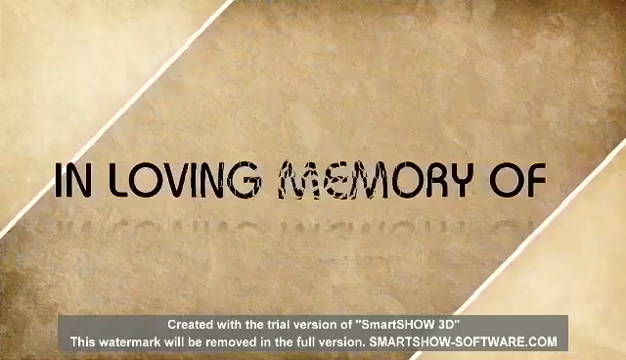 IN LOVING MEMORY OF
Created with the trial version of "SmartSHOW 3D"
This watermark will be removed in the full version. SMARTSHOW-SOFTWARE.COM